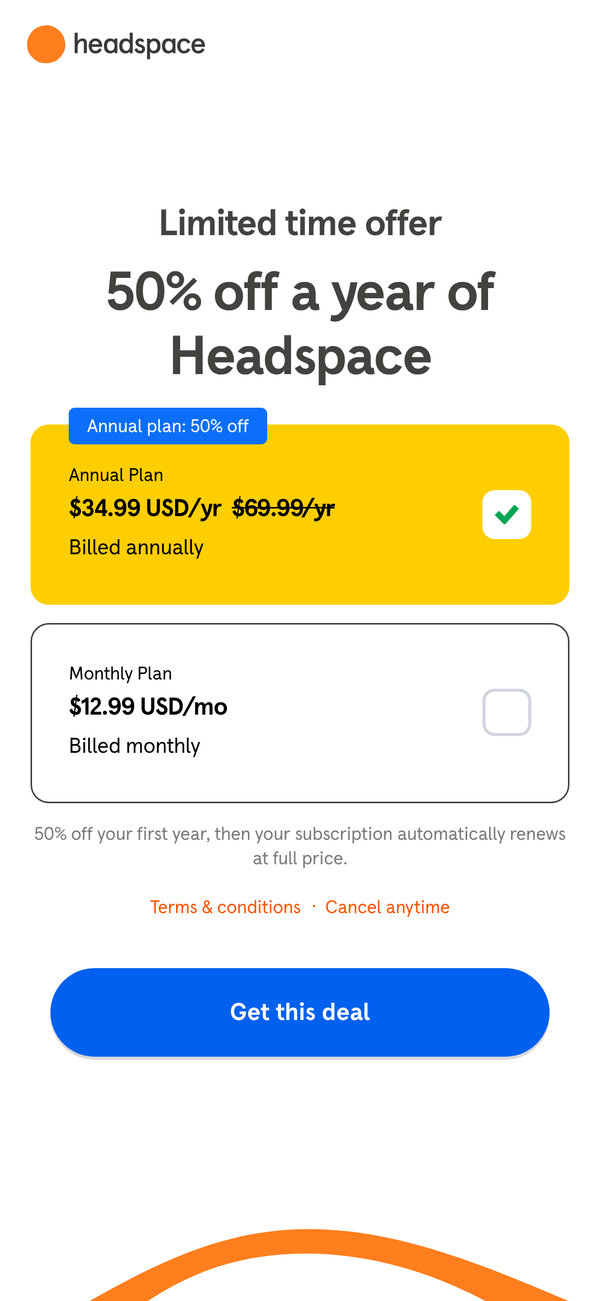 headspace
Limited time offer
50% off a year of
Headspace
Annual plan: 50% off
Annual Plan
$34.99 USD/yr $69.99/yr
Billed annually
Monthly Plan
$12.99 USD/mo
Billed monthly
50% off your first year, then your subscription automatically renews
at full price.
Terms & conditions · Cancel anytime
Get this deal